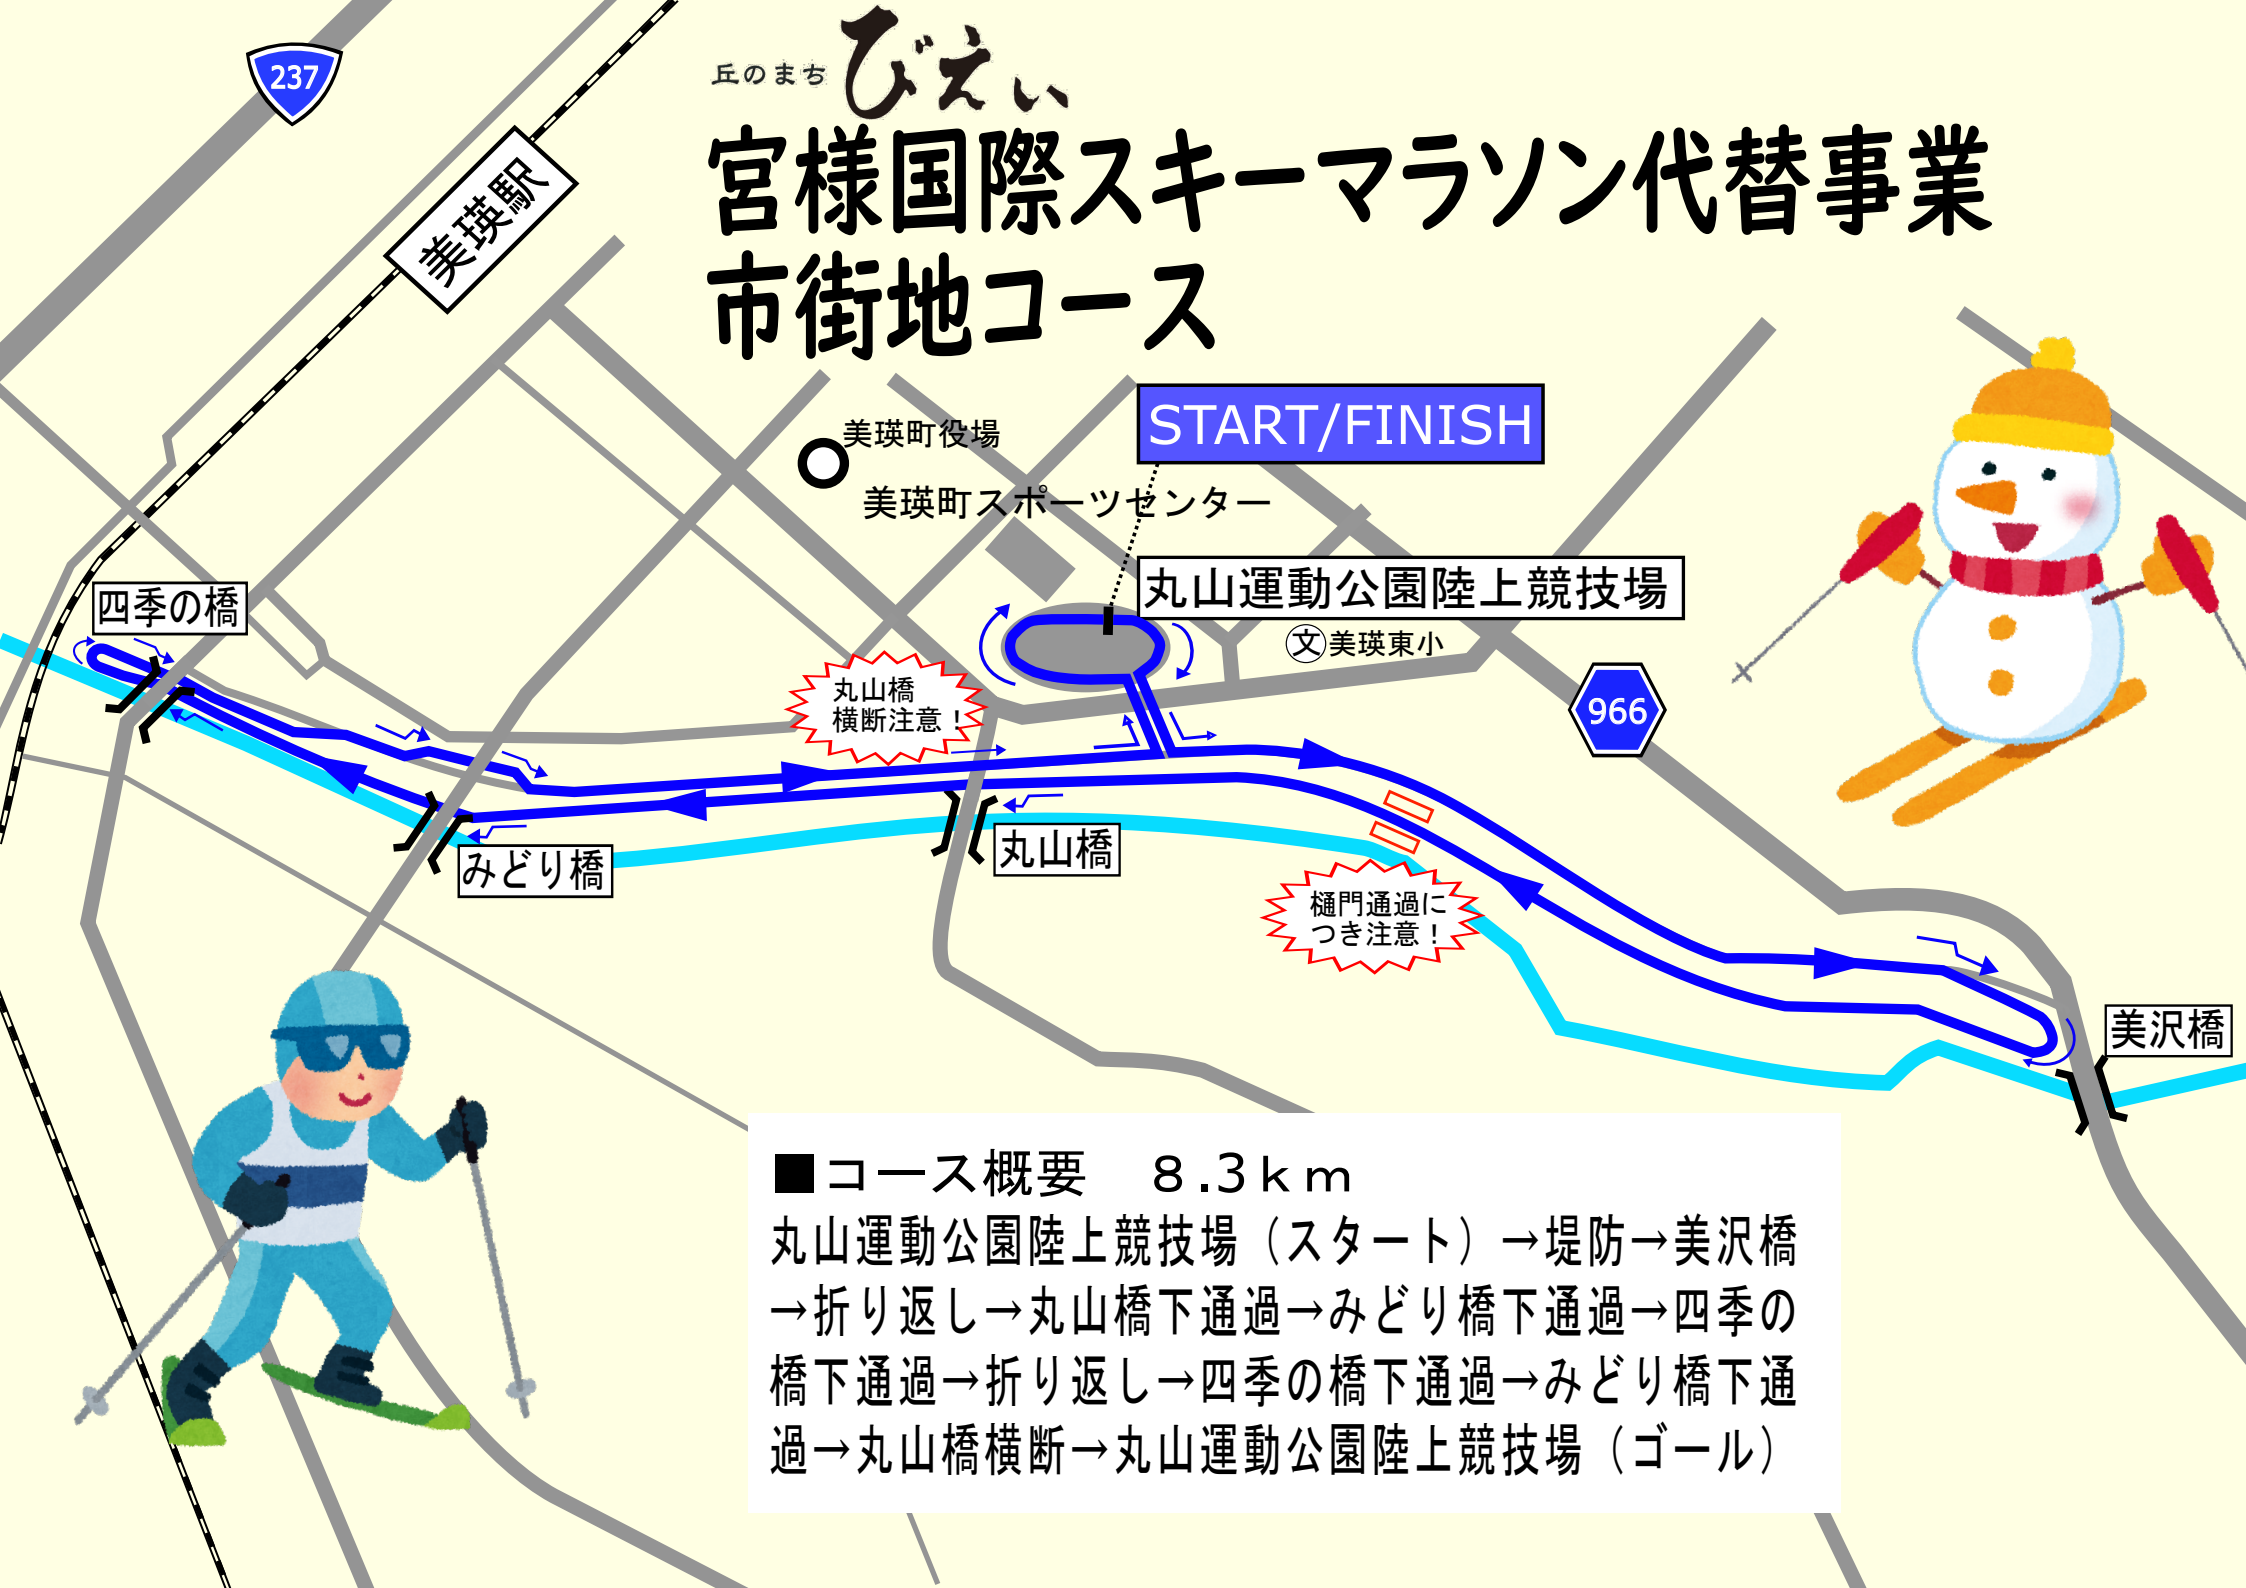 丘のまち びえい
宮様国際スキーマラソン代替事業
市街地コース
237
美瑛駅
美瑛町役場
START/FINISH
美瑛町スポーツセンター
丸山運動公園陸上競技場
文 美瑛東小
四季の橋
丸山橋
横断注意！
966
みどり橋
丸山橋
樋門通過に
つき注意！
美沢橋
■コース概要　８.３ｋｍ
丸山運動公園陸上競技場（スタート）→堤防→美沢橋
→折り返し→丸山橋下通過→みどり橋下通過→四季の
橋下通過→折り返し→四季の橋下通過→みどり橋下通
過→丸山橋横断→丸山運動公園陸上競技場（ゴール）